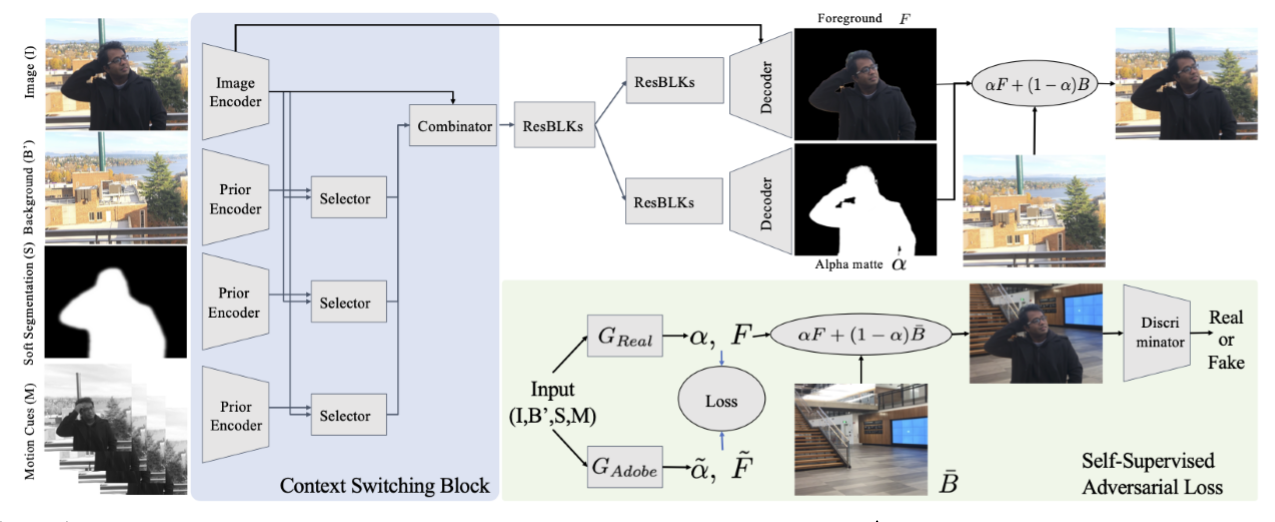 Image (I)
Background (B')
Soft Segmentation (S)
Motion Cues (M)
Image
Encoder
Prior
Encoder
Prior
Encoder
Prior
Encoder
Selector
Selector
Selector
Combinator
Context Switching Block
ResBLKs
ResBLKs
ResBLKs
Decoder
Decoder
Foreground F
Alpha matte α
αF + (1 − α)B
Input
(I,B',S,M)
G_Real
α, F
αF + (1 − α)B̄
Loss
G_Adobe
α̃, F̃
B̄
Discri
minator
Real
or
Fake
Self-Supervised
Adversarial Loss